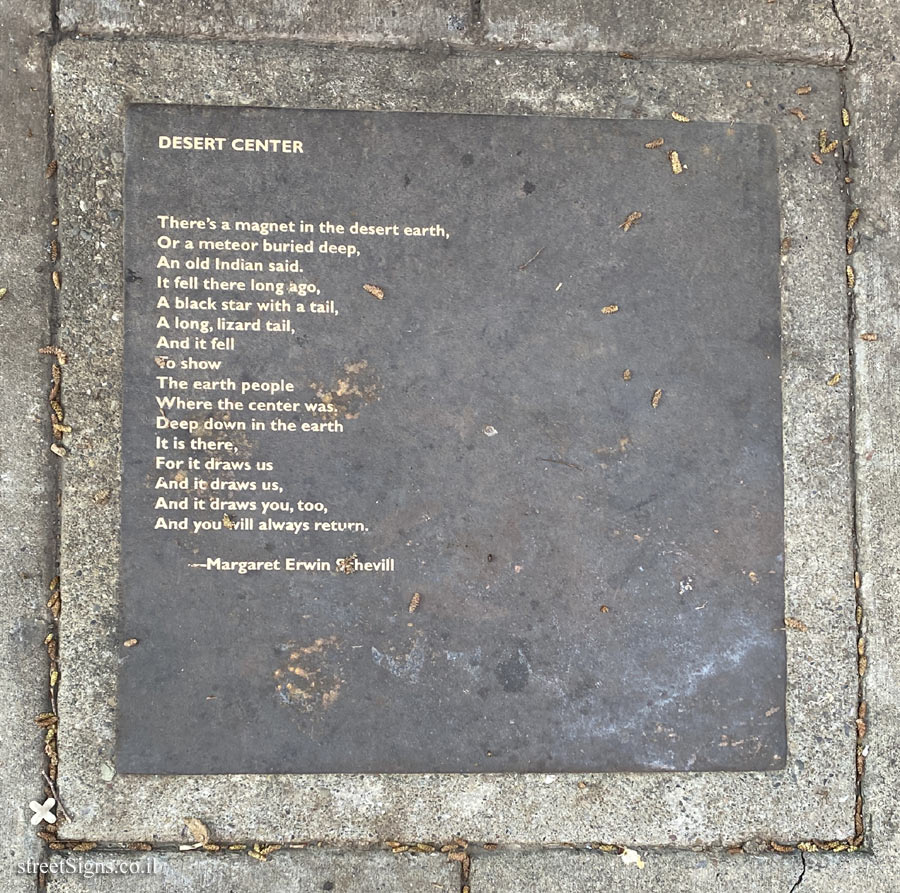 DESERT CENTER
There's a magnet in the desert earth,
Or a meteor buried deep,
An old Indian said.
It fell there long ago,
A black star with a tail,
A long, lizard tail,
And it fell
To show
The earth people
Where the center was.
Deep down in the earth
It is there,
For it draws us
And it draws us,
And it draws you, too,
And you will always return.
—Margaret Erwin Schevill
streetSigns.co.il